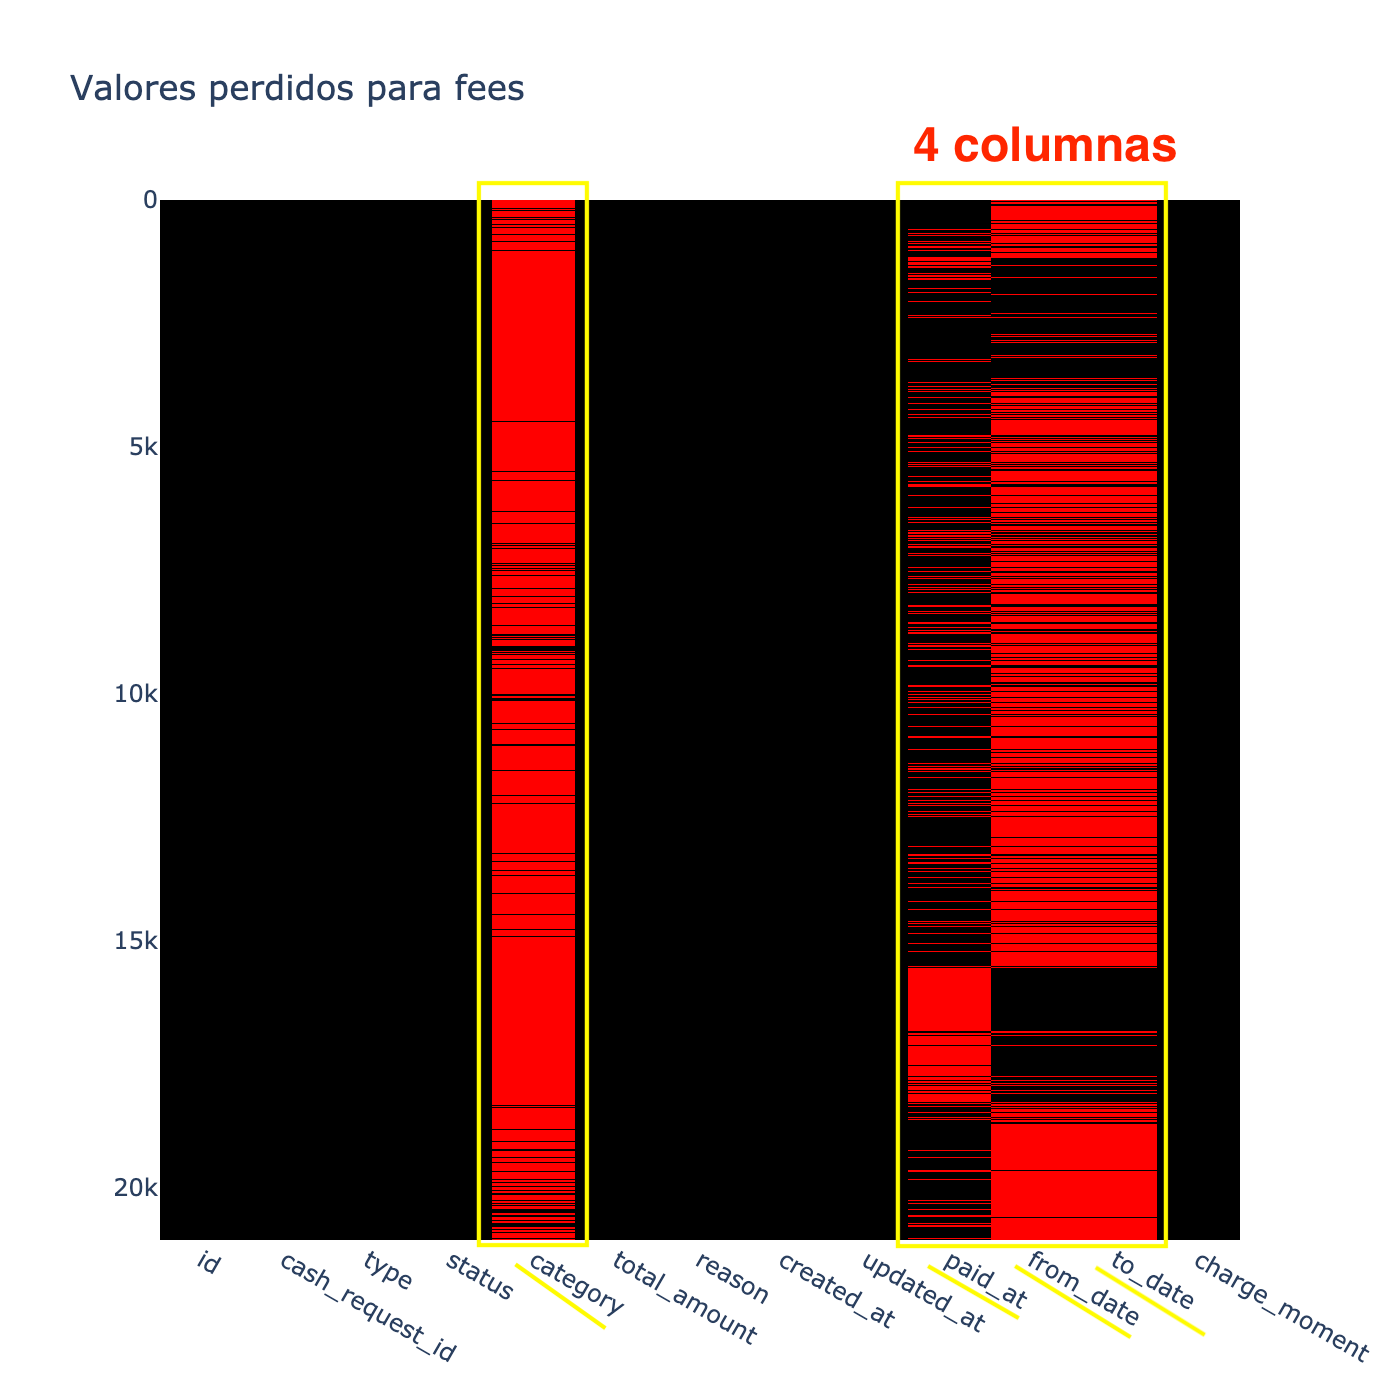 Valores perdidos para fees
4 columnas
0
5k
10k
15k
20k
id
cash_request_id
type
status
category
total_amount
reason
created_at
updated_at
paid_at
from_date
to_date
charge_moment